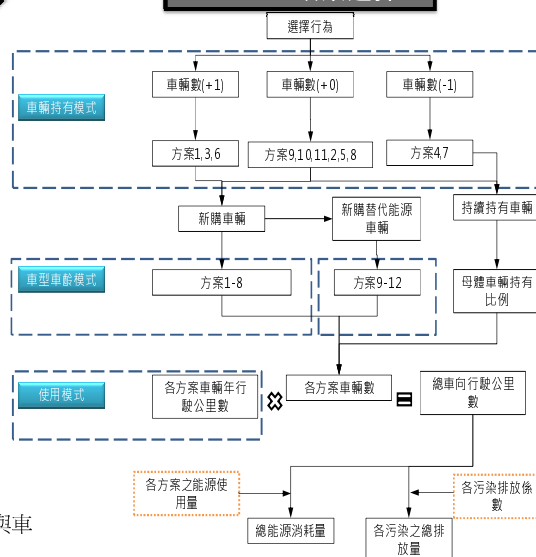 選擇行為
車輛數(+1)
車輛數(+0)
車輛數(-1)
車輛持有模式
方案1,3,6
方案9,10,11,2,5,8
方案4,7
新購車輛
新購替代能源
車輛
持續持有車輛
車型車齡模式
方案1-8
方案9-12
母體車輛持有
比例
使用模式
各方案車輛年行
駛公里數
各方案車輛數
總車向行駛公里
數
各方案之能源使
用量
各污染排放係
數
總能源消耗量
各污染之總排
放量
與車